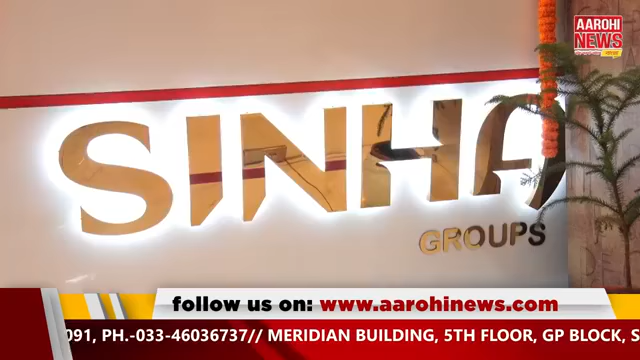 AAROHI
NEWS
SINHA
GROUPS
follow us on: www.aarohinews.com
091, PH.-033-46036737// MERIDIAN BUILDING, 5TH FLOOR, GP BLOCK, S